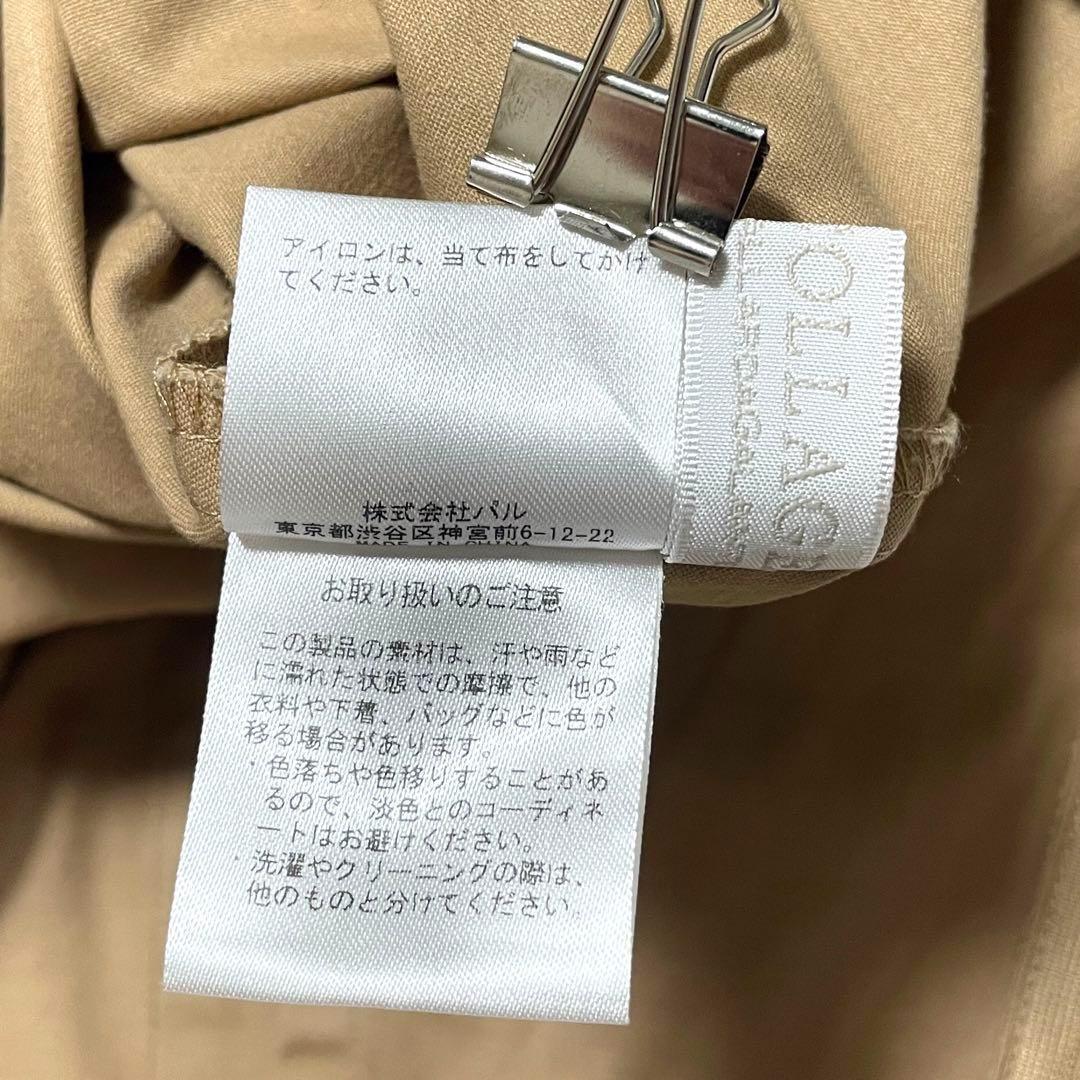 アイロンは、当て布をしてかけ
てください。
株式会社パル
東京都渋谷区神宮前6-12-22
MADE IN CHINA
お取り扱いのご注意
この製品の素材は、汗や雨など
に濡れた状態での摩擦で、他の
衣料や下着、バッグなどに色が
移る場合があります。
・色落ちや色移りすることがあ
るので、淡色とのコーディネ
ートはお避けください。
・洗濯やクリーニングの際は、
他のものと分けてください。
OLLAGE